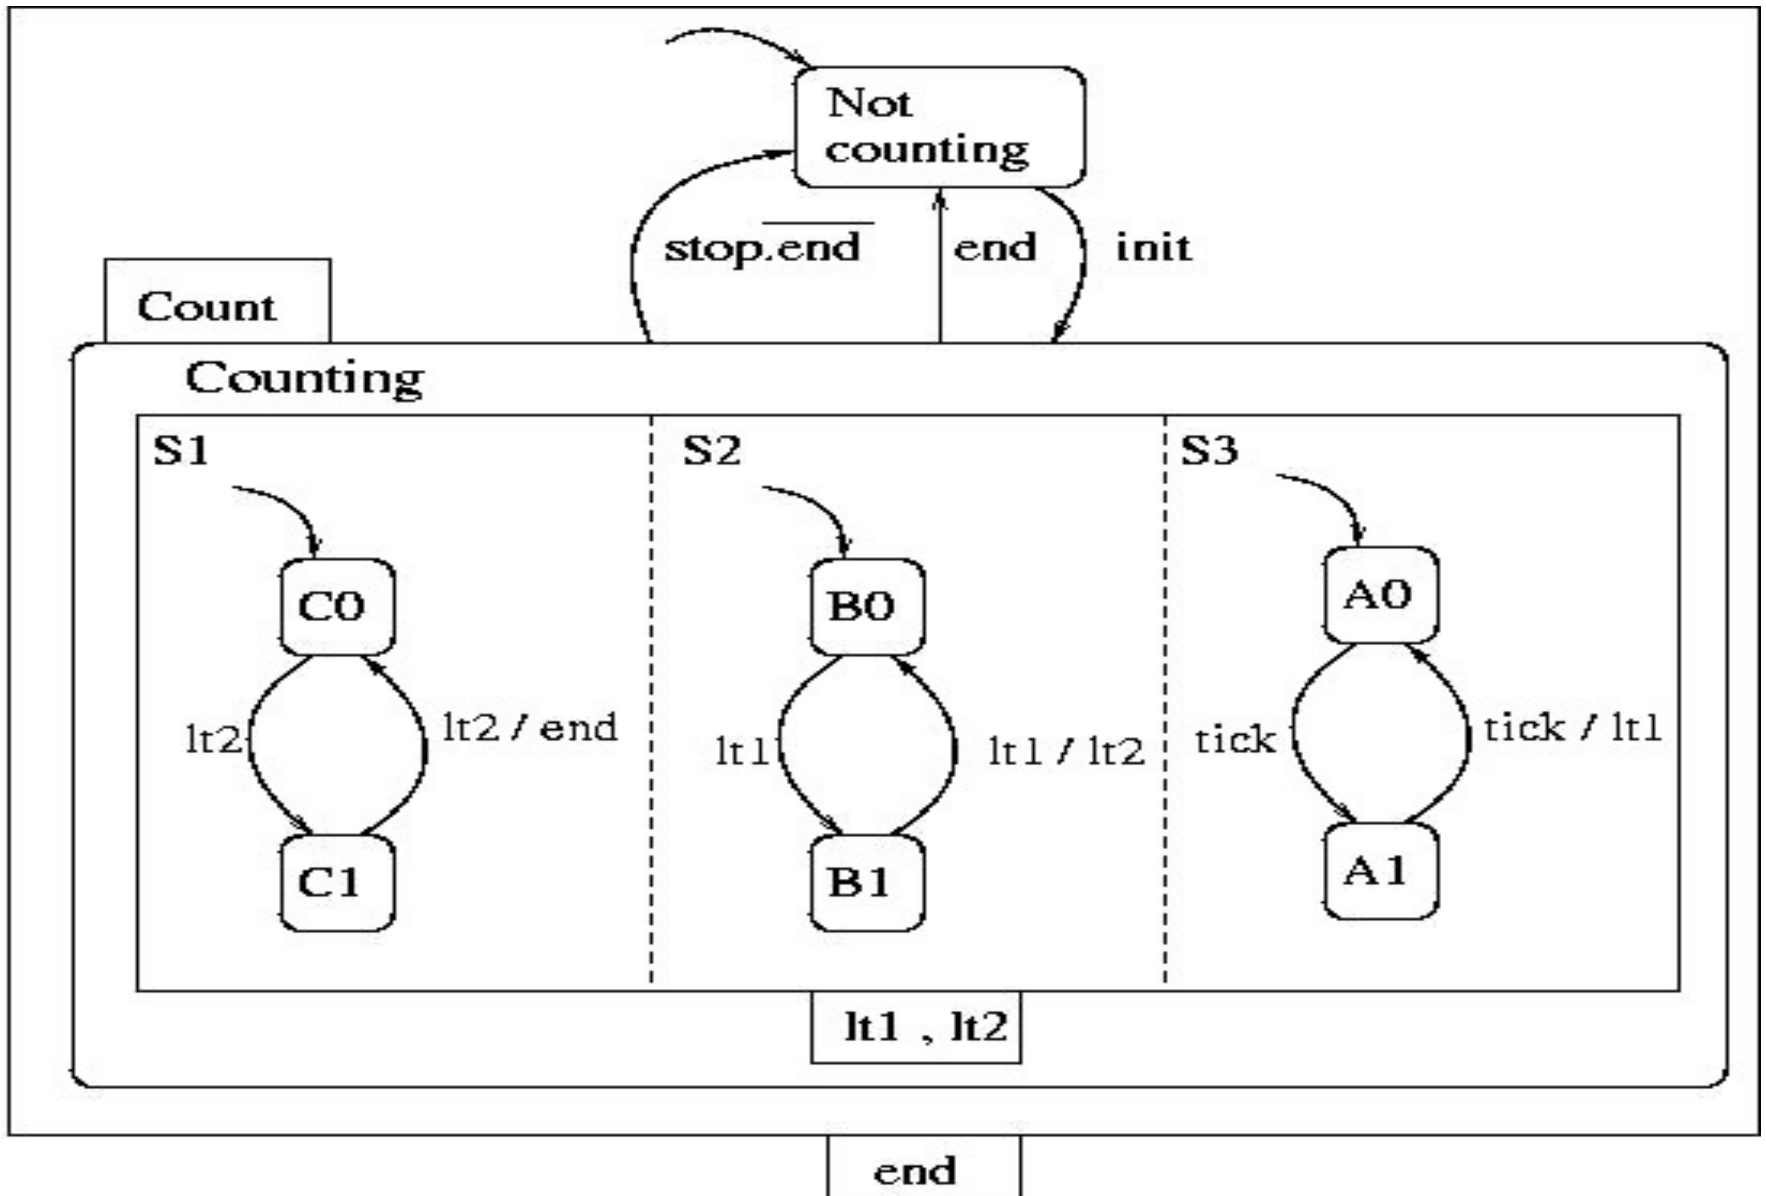 Not
counting
stop.end
end
init
Count
Counting
S1
S2
S3
C0
B0
A0
lt2
lt2 / end
lt1
lt1 / lt2
tick
tick / lt1
C1
B1
A1
lt1 , lt2
end